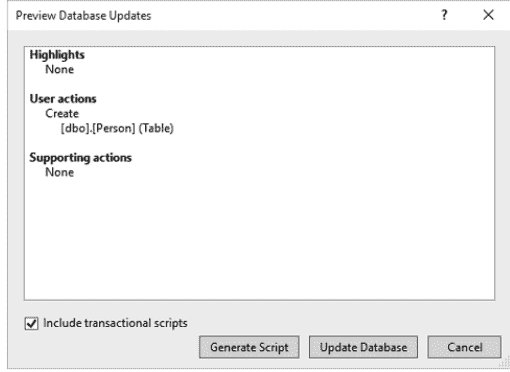 Preview Database Updates
?
Highlights
None
User actions
Create
[dbo].[Person] (Table)
Supporting actions
None
Include transactional scripts
Generate Script
Update Database
Cancel